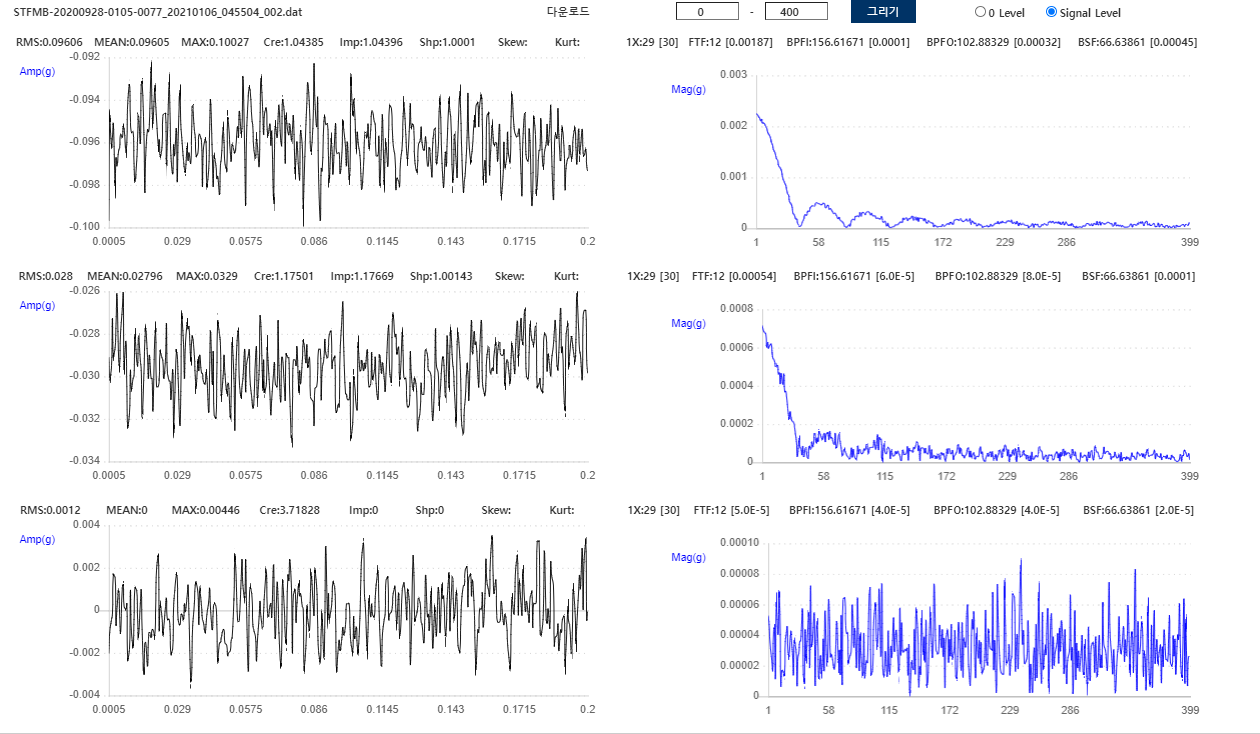 STFMB-20200928-0105-0077_20210106_045504_002.dat 다운로드 0 - 400 그리기 0 Level Signal Level
RMS:0.09606 MEAN:0.09605 MAX:0.10027 Cre:1.04385 Imp:1.04396 Shp:1.0001 Skew: Kurt:
Amp(g)
-0.092
-0.094
-0.096
-0.098
-0.100
0.0005 0.029 0.0575 0.086 0.1145 0.143 0.1715 0.2
1X:29 [30] FTF:12 [0.00187] BPFI:156.61671 [0.0001] BPFO:102.88329 [0.00032] BSF:66.63861 [0.00045]
Mag(g)
0.003
0.002
0.001
0
1 58 115 172 229 286 399
RMS:0.028 MEAN:0.02796 MAX:0.0329 Cre:1.17501 Imp:1.17669 Shp:1.00143 Skew: Kurt:
Amp(g)
-0.026
-0.028
-0.030
-0.032
-0.034
0.0005 0.029 0.0575 0.086 0.1145 0.143 0.1715 0.2
1X:29 [30] FTF:12 [0.00054] BPFI:156.61671 [6.0E-5] BPFO:102.88329 [8.0E-5] BSF:66.63861 [0.0001]
Mag(g)
0.0008
0.0006
0.0004
0.0002
0
1 58 115 172 229 286 399
RMS:0.0012 MEAN:0 MAX:0.00446 Cre:3.71828 Imp:0 Shp:0 Skew: Kurt:
Amp(g)
0.004
0.002
0
-0.002
-0.004
0.0005 0.029 0.0575 0.086 0.1145 0.143 0.1715 0.2
1X:29 [30] FTF:12 [5.0E-5] BPFI:156.61671 [4.0E-5] BPFO:102.88329 [4.0E-5] BSF:66.63861 [2.0E-5]
Mag(g)
0.00010
0.00008
0.00006
0.00004
0.00002
0
1 58 115 172 229 286 399